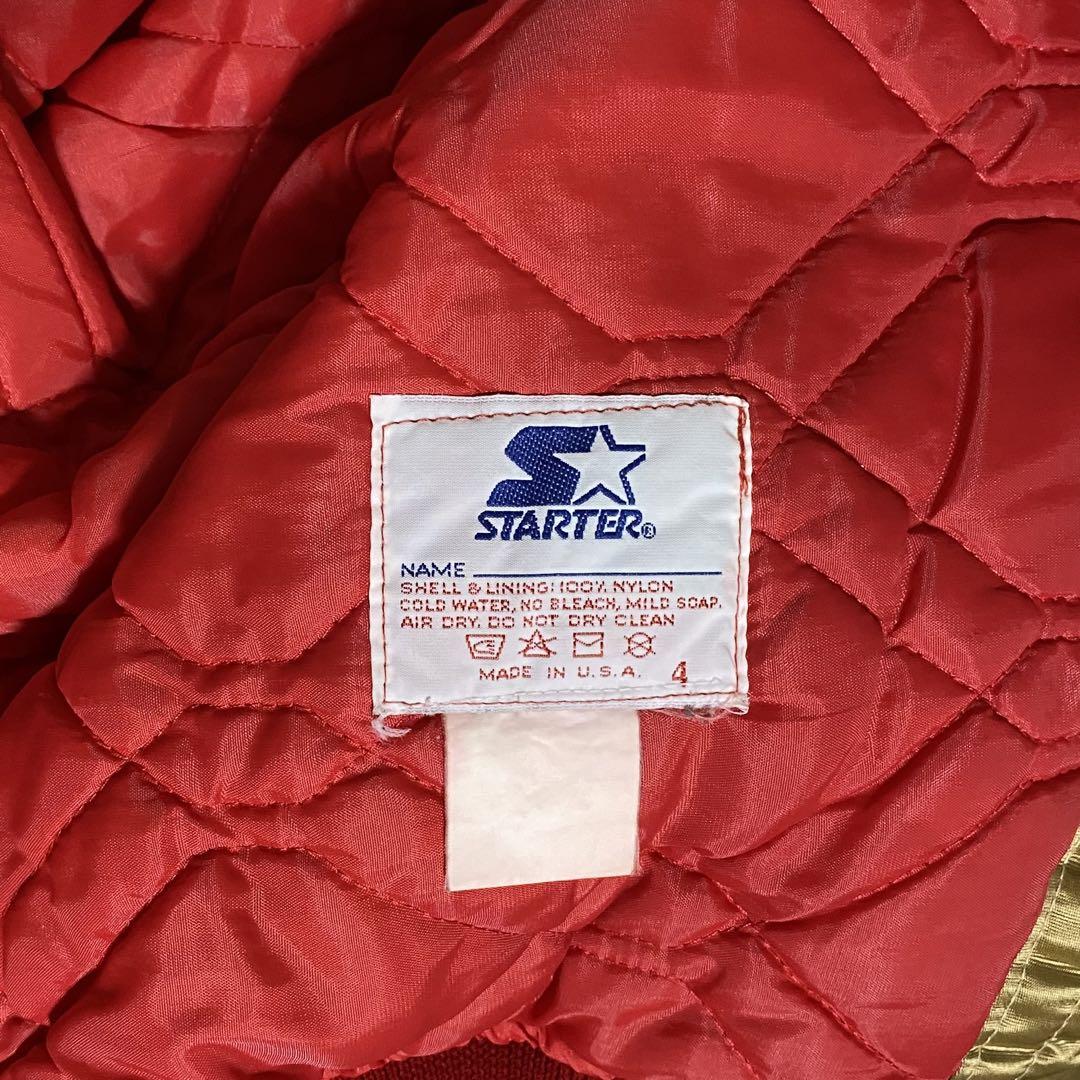 STARTER®
NAME
SHELL & LINING: 100% NYLON
COLD WATER, NO BLEACH, MILD SOAP.
AIR DRY. DO NOT DRY CLEAN
MADE IN U.S.A. 4